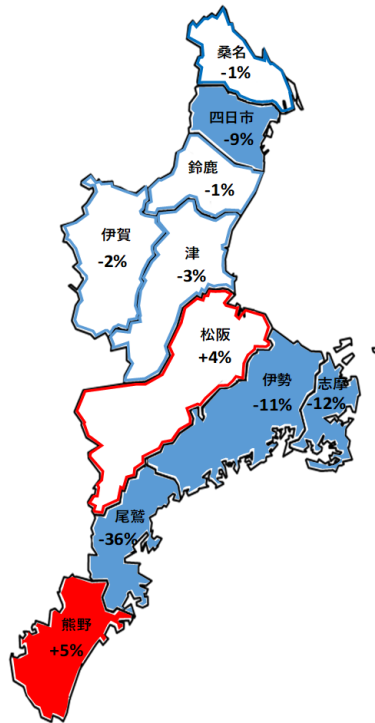 桑名
-1%
四日市
-9%
鈴鹿
-1%
伊賀
-2%
津
-3%
松阪
+4%
伊勢
-11%
志摩
-12%
尾鷲
-36%
熊野
+5%